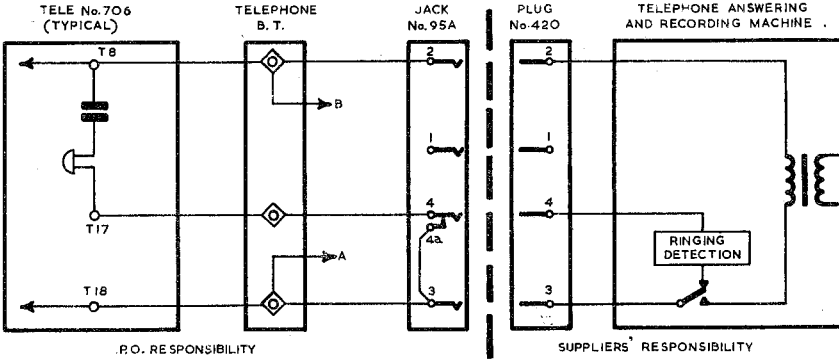 TELE No. 706
(TYPICAL)
TELEPHONE
B. T.
JACK
No. 95A
PLUG
No. 420
TELEPHONE ANSWERING
AND RECORDING MACHINE .
T8
2
2
B
1
1
4
4
T17
4a
RINGING
DETECTION
A
T18
3
3
P.O. RESPONSIBILITY
SUPPLIERS' RESPONSIBILITY